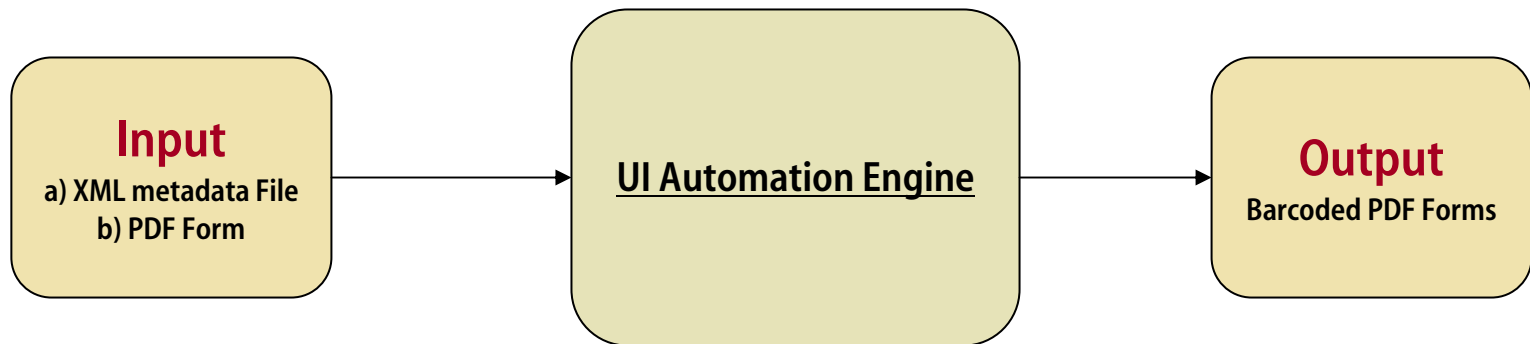 Input
a) XML metadata File
b) PDF Form
UI Automation Engine
Output
Barcoded PDF Forms